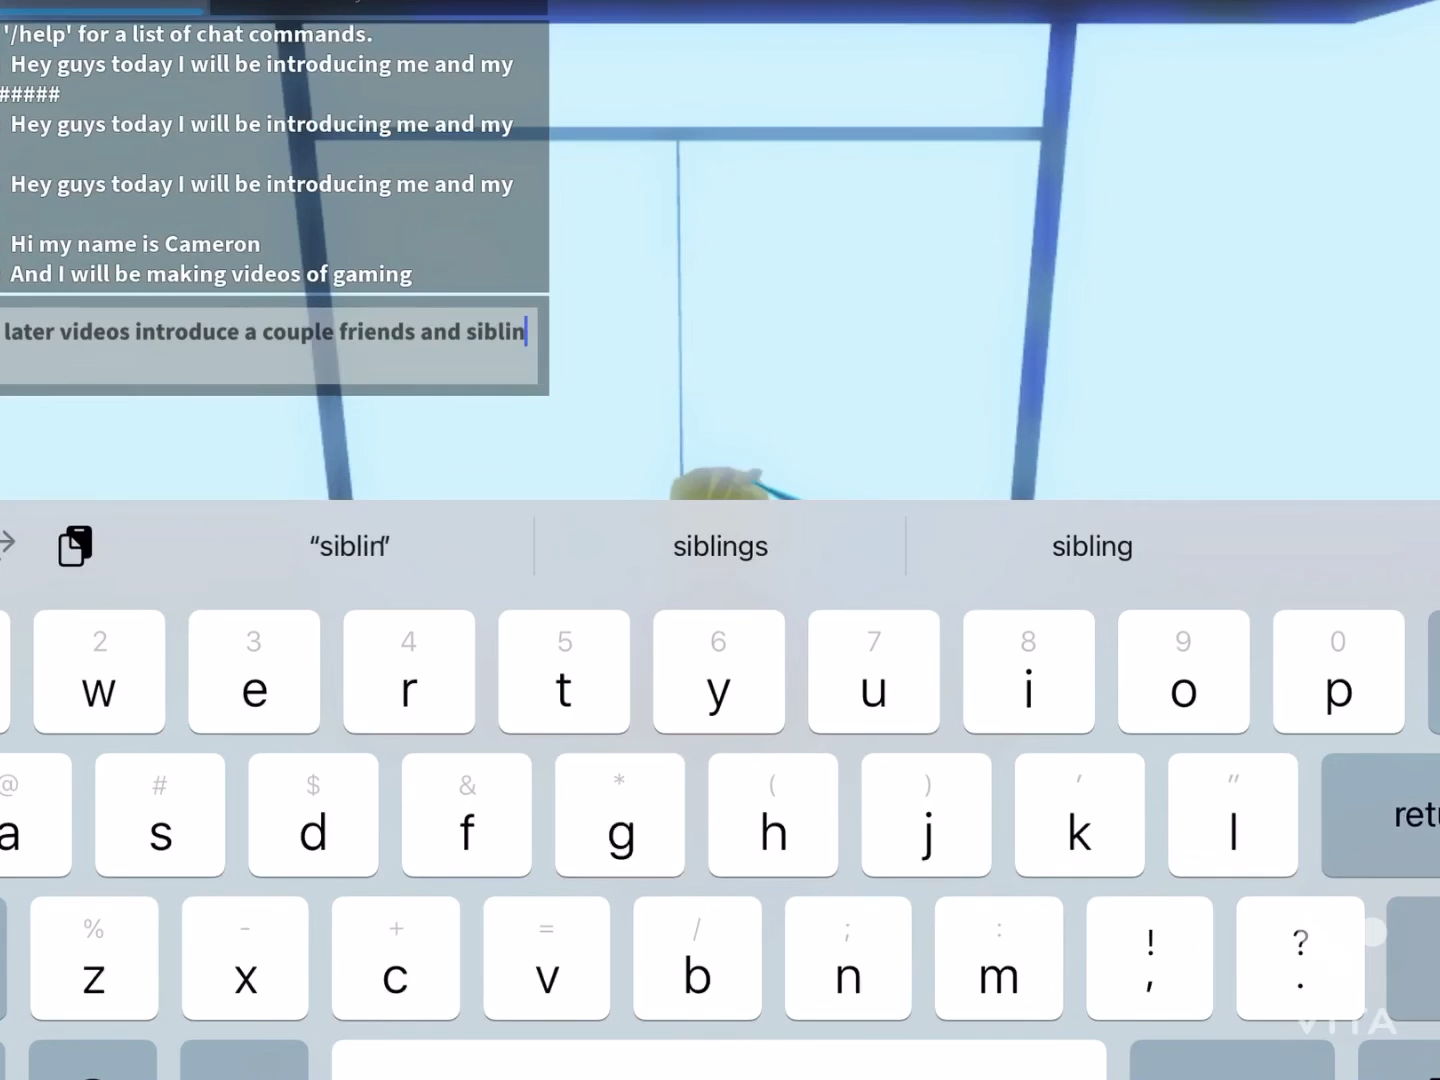 '/help' for a list of chat commands.
Hey guys today I will be introducing me and my
#####
Hey guys today I will be introducing me and my
Hey guys today I will be introducing me and my
Hi my name is Cameron
And I will be making videos of gaming
later videos introduce a couple friends and siblin
“siblin” siblings sibling
2 3 4 5 6 7 8 9 0
w e r t y u i o p
@ # $ & * ( ) ' "
a s d f g h j k l retu
% - + = / ; : ! ?
z x c v b n m , .
VITA